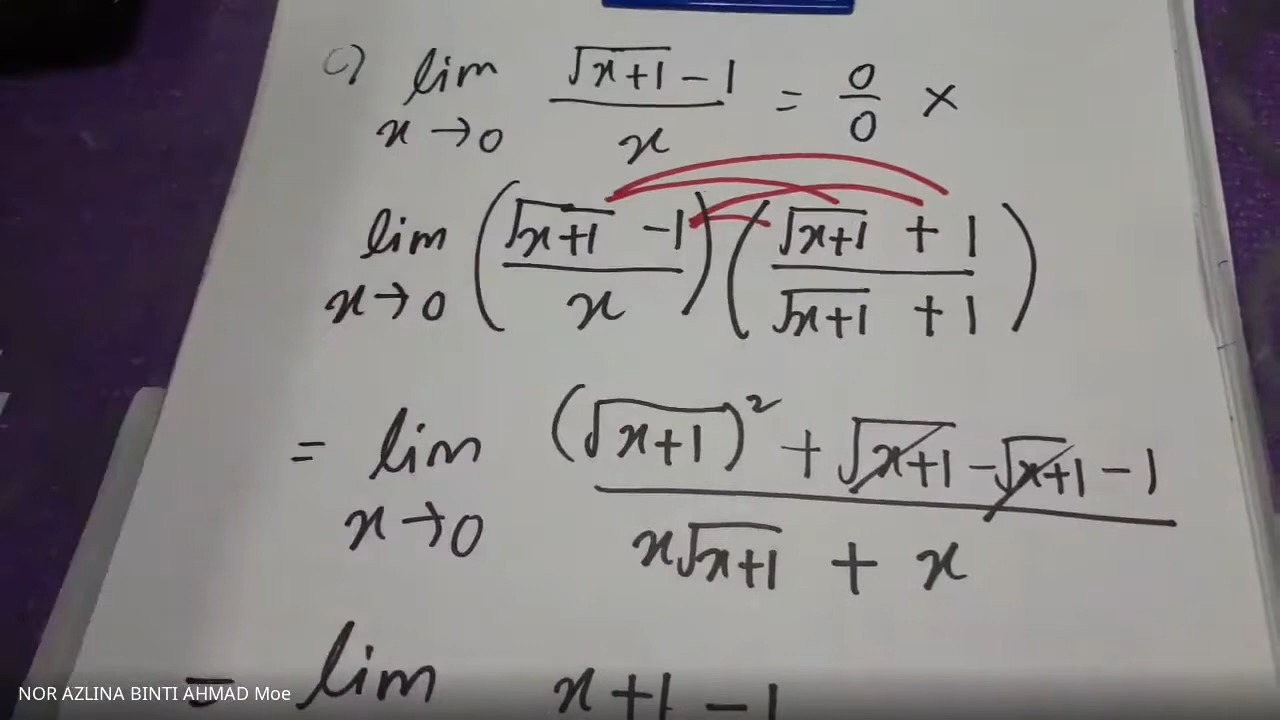 c) lim x→0 (√(x+1) - 1)/x = 0/0 ×
lim x→0 ((√(x+1) - 1)/x) ((√(x+1) + 1)/(√(x+1) + 1))
= lim x→0 ((√(x+1))² + √(x+1) - √(x+1) - 1)/(x√(x+1) + x)
= lim x+1-1
NOR AZLINA BINTI AHMAD Moe